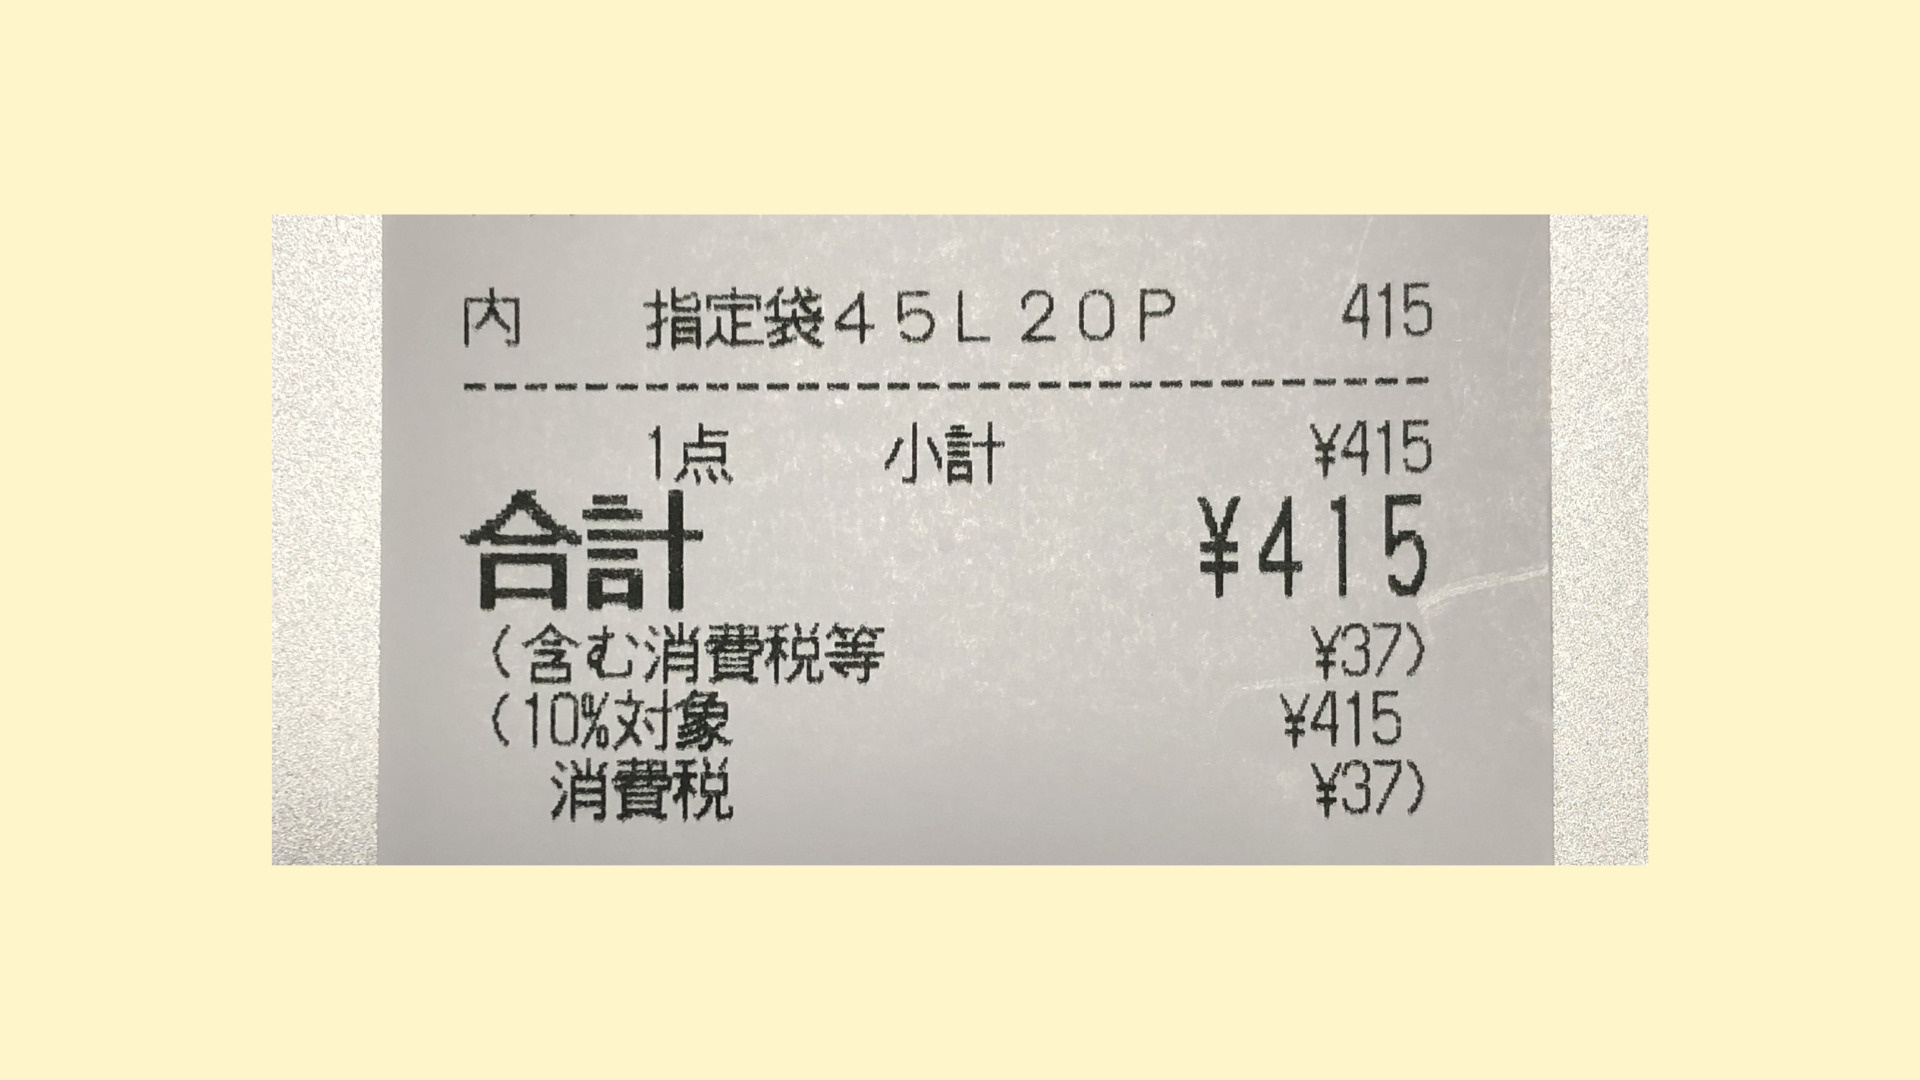 内 指定袋４５Ｌ２０Ｐ 415
--------------------------------
1点 小計 ¥415
合計 ¥415
(含む消費税等 ¥37)
(10%対象 ¥415
消費税 ¥37)